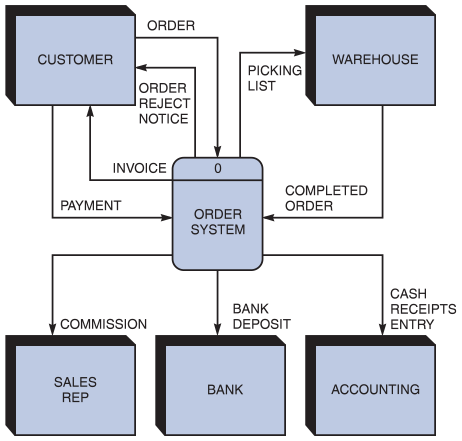 ORDER
CUSTOMER
WAREHOUSE
PICKING
LIST
ORDER
REJECT
NOTICE
INVOICE
0
PAYMENT
COMPLETED
ORDER
ORDER
SYSTEM
COMMISSION
BANK
DEPOSIT
CASH
RECEIPTS
ENTRY
SALES
REP
BANK
ACCOUNTING